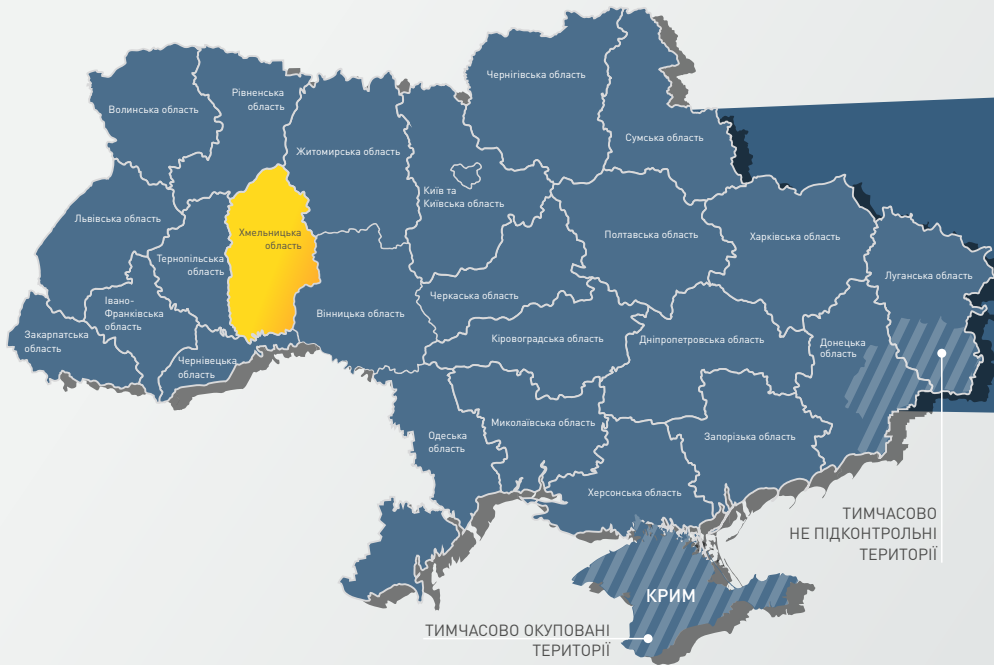 Чернігівська область
Рівненська
область
Волинська область
Сумська область
Житомирська область
Київ та
Київська область
Львівська область
Хмельницька
область
Полтавська область
Харківська область
Тернопільська
область
Луганська область
Черкаська область
Івано-
Франківська
область
Вінницька область
Закарпатська
область
Кіровоградська область
Дніпропетровська область
Донецька
область
Чернівецька
область
Одеська
область
Миколаївська область
Запорізька область
Херсонська область
ТИМЧАСОВО
НЕ ПІДКОНТРОЛЬНІ
ТЕРИТОРІЇ
КРИМ
ТИМЧАСОВО ОКУПОВАНІ
ТЕРИТОРІЇ